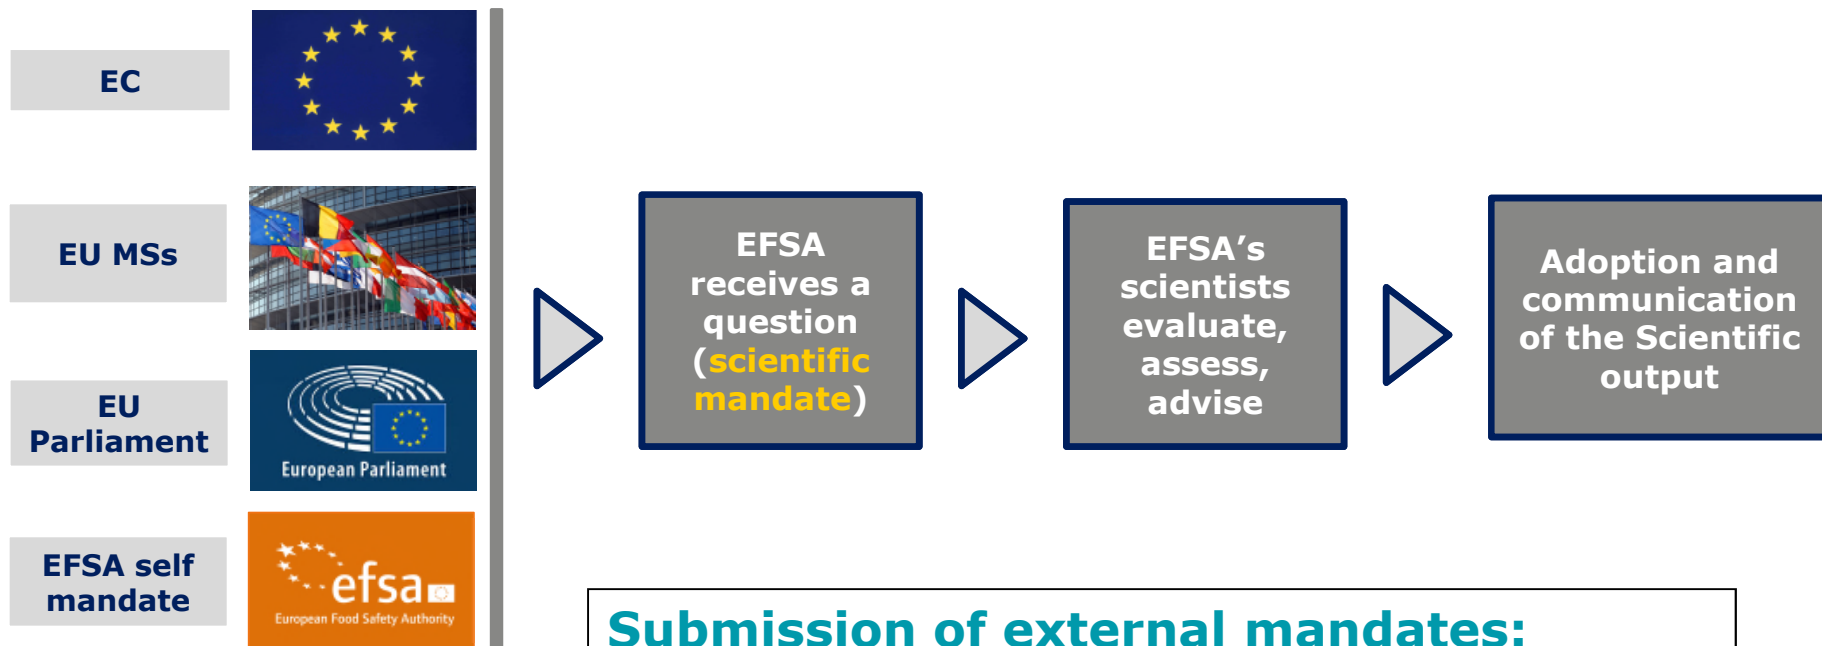 EC
EU MSs
EU
Parliament
European Parliament
EFSA self
mandate
efsa
European Food Safety Authority
EFSA
receives a
question
(scientific
mandate)
EFSA’s
scientists
evaluate,
assess,
advise
Adoption and
communication
of the Scientific
output
Submission of external mandates: